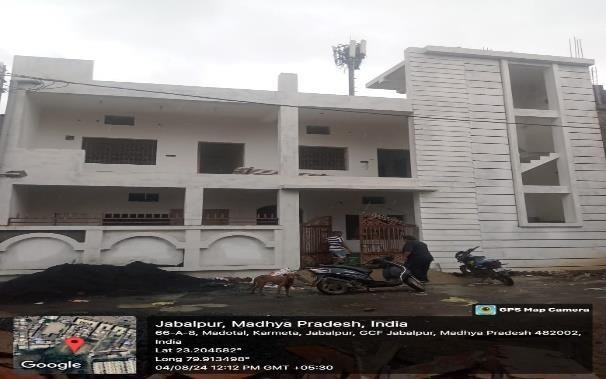 GPS Map Camera
Jabalpur, Madhya Pradesh, India
66-A-8, Madotal, Karmeta, Jabalpur, GCF Jabalpur, Madhya Pradesh 482002,
India
Lat 23.204582°
Long 79.913498°
04/08/24 12:12 PM GMT +05:30
Google